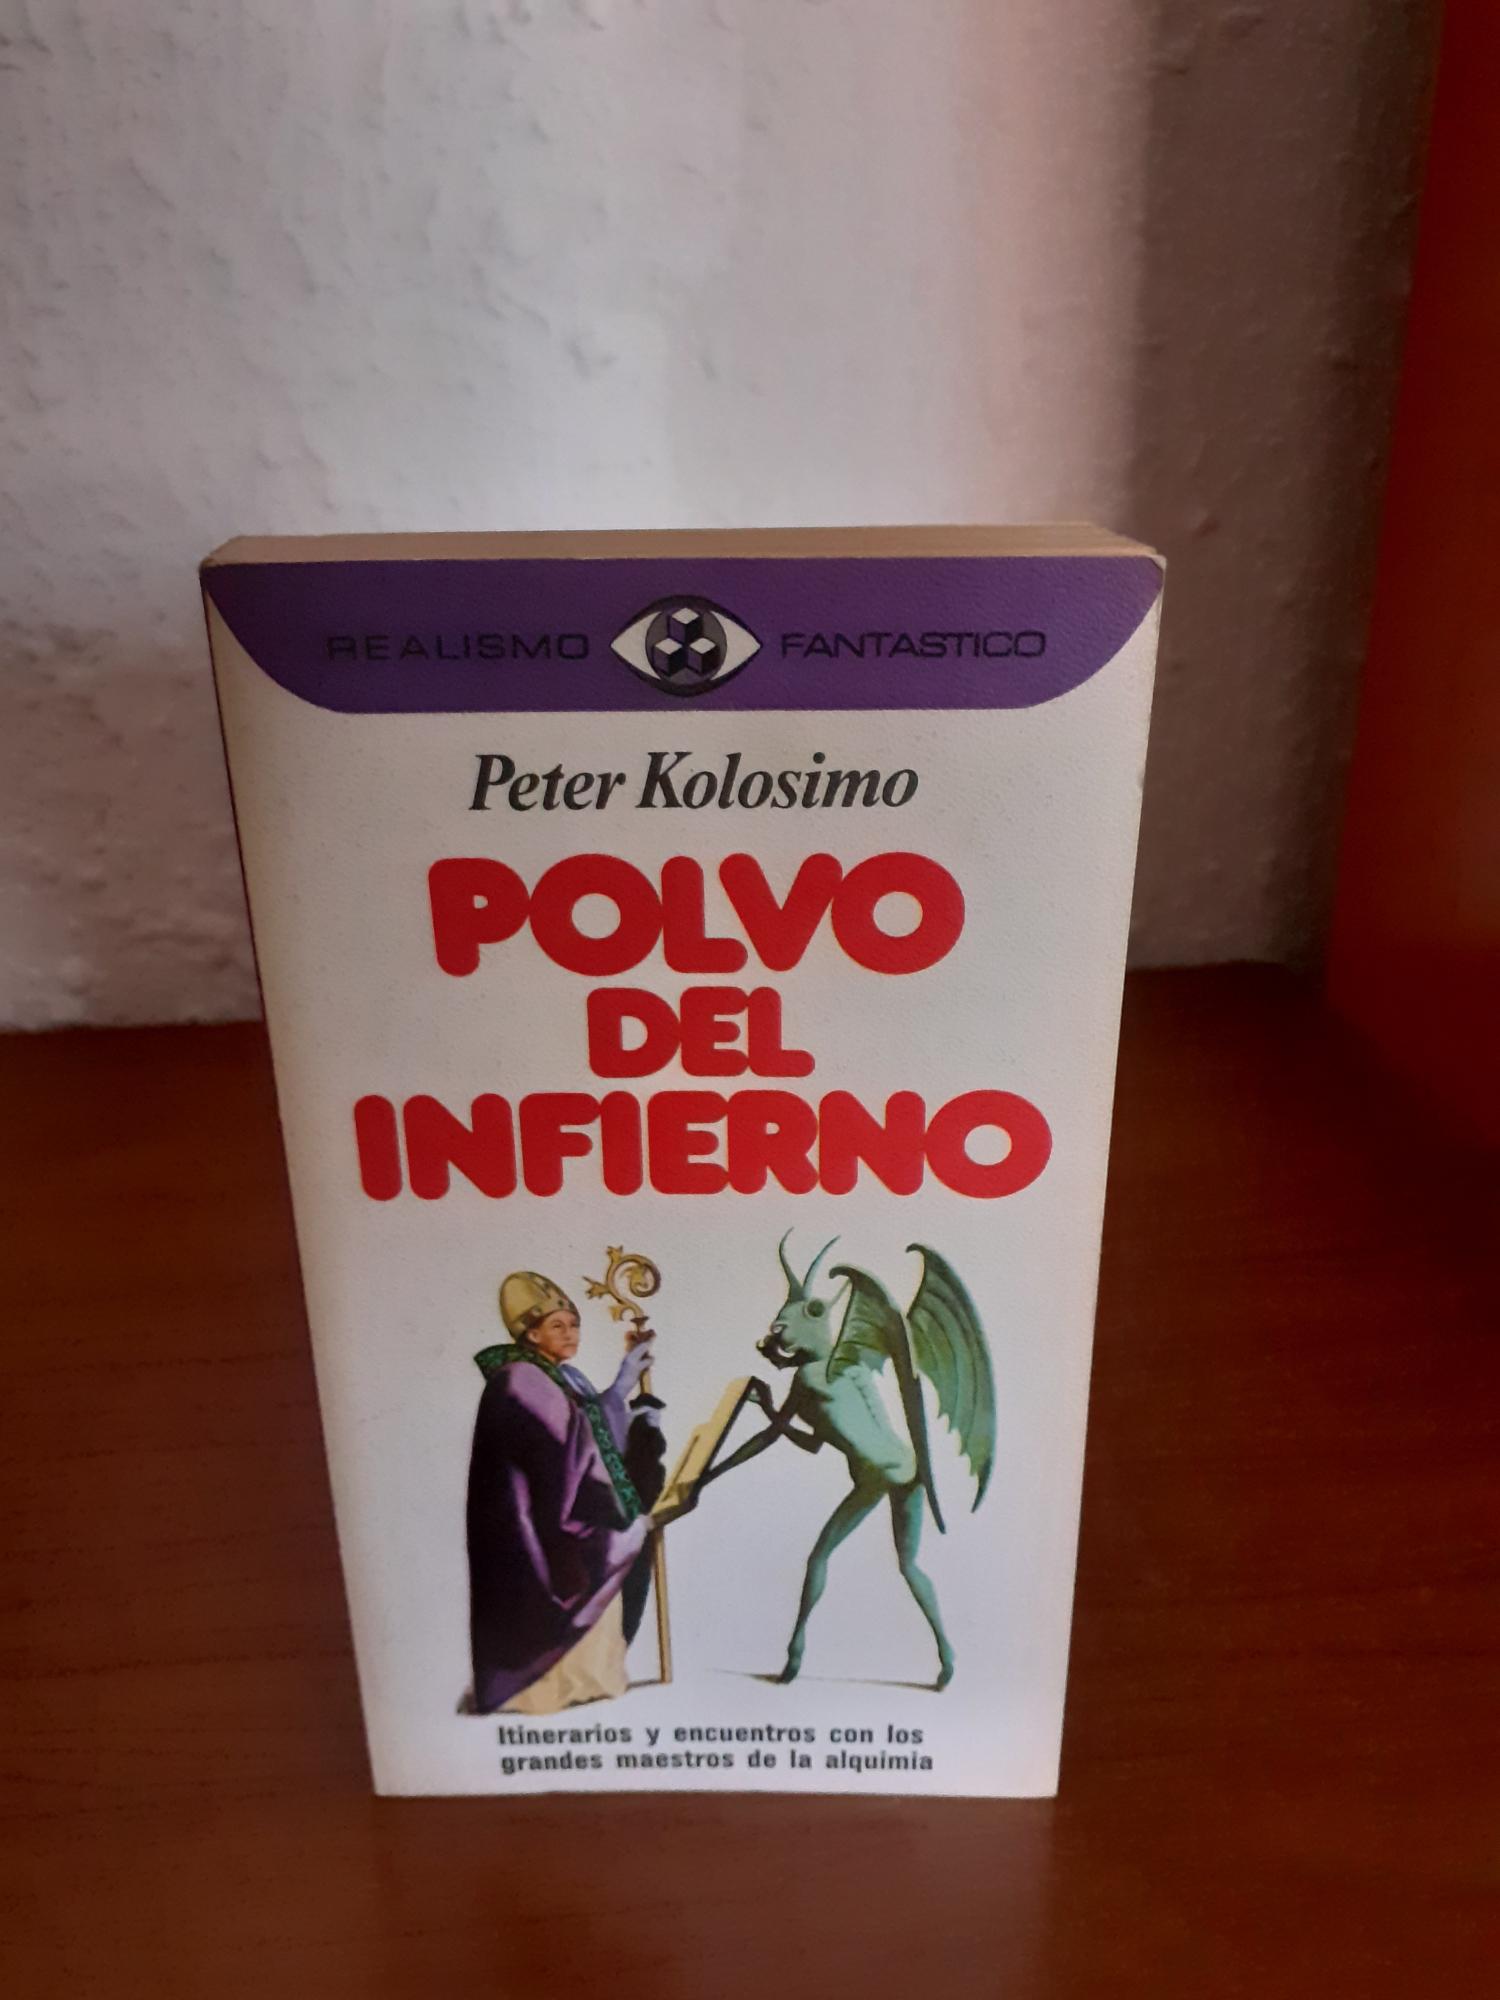 REALISMO FANTASTICO
Peter Kolosimo
POLVO
DEL
INFIERNO
Itinerarios y encuentros con los
grandes maestros de la alquimia